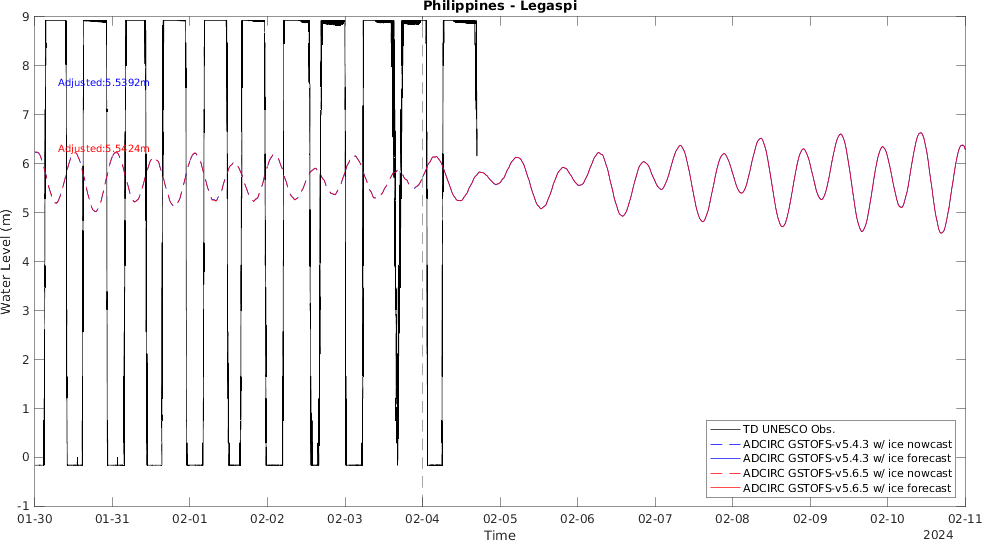 Philippines - Legaspi
9
8
7
6
5
4
3
2
1
0
-1
Water Level (m)
Adjusted:5.5392m
Adjusted:5.5424m
TD UNESCO Obs.
ADCIRC GSTOFS-v5.4.3 w/ ice nowcast
ADCIRC GSTOFS-v5.4.3 w/ ice forecast
ADCIRC GSTOFS-v5.6.5 w/ ice nowcast
ADCIRC GSTOFS-v5.6.5 w/ ice forecast
01-30 01-31 02-01 02-02 02-03 02-04 02-05 02-06 02-07 02-08 02-09 02-10 02-11
Time
2024